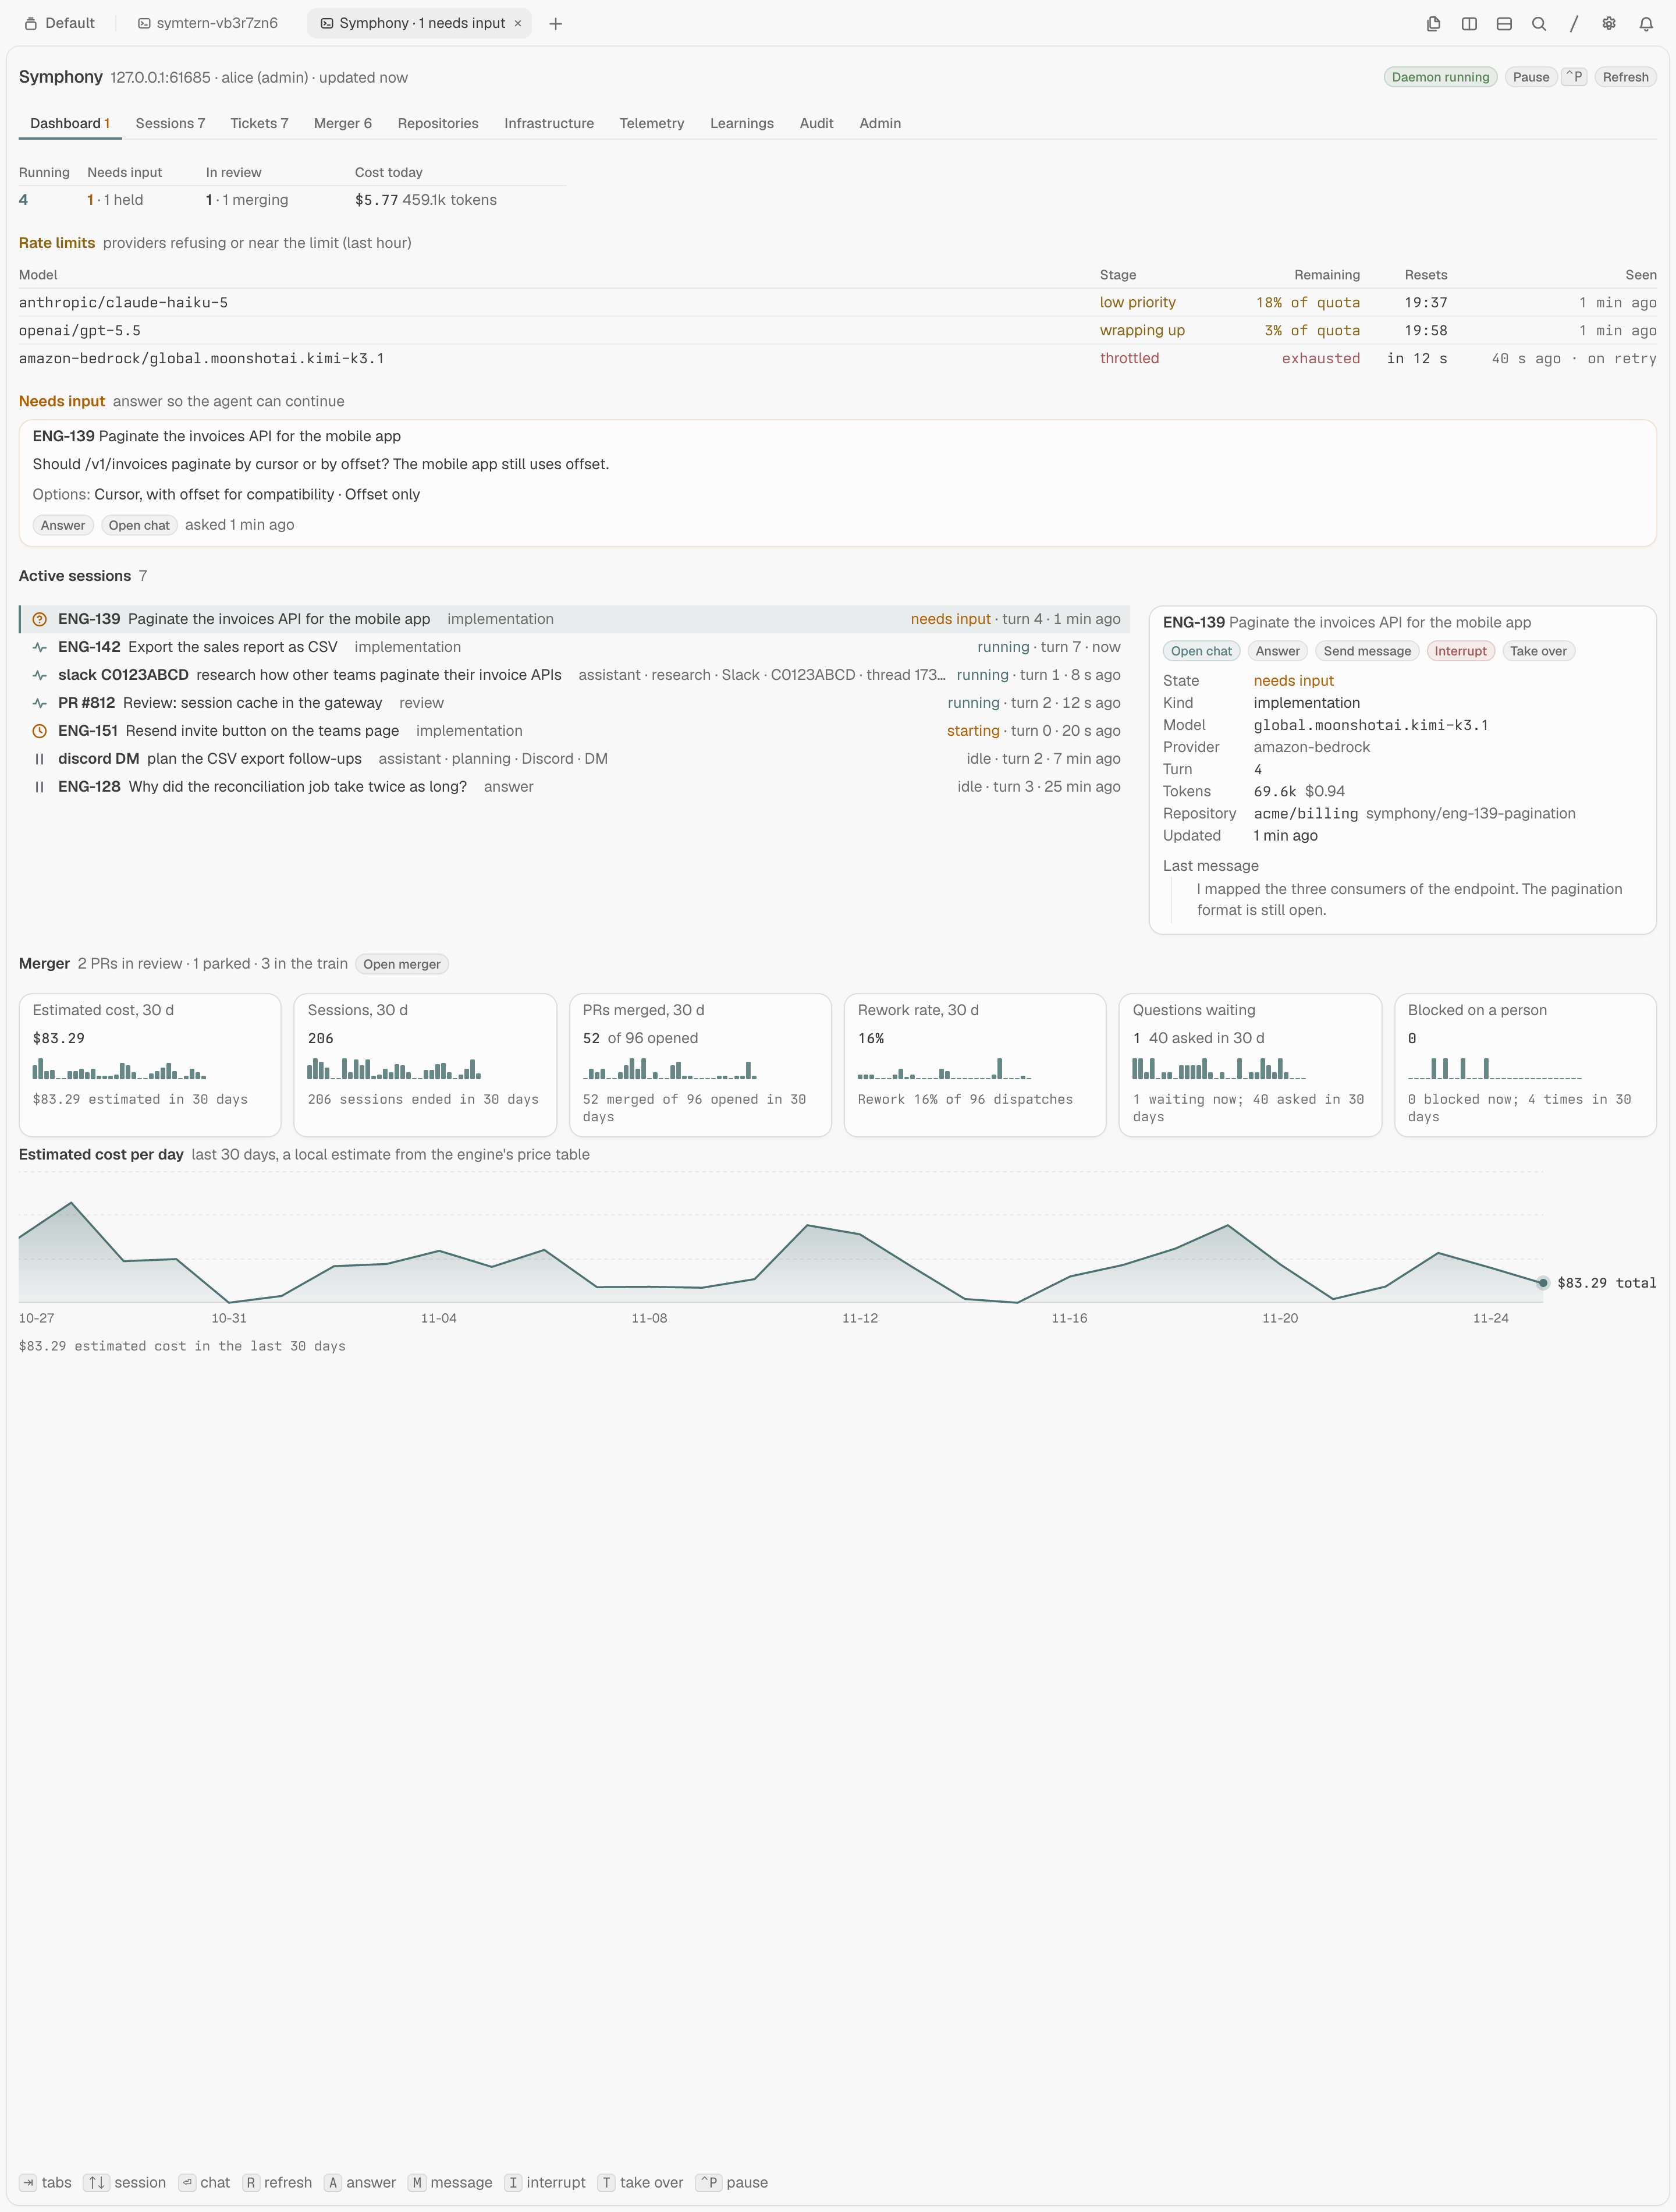 Default
symtern-vb3r7zn6
Symphony · 1 needs input ×
Symphony 127.0.0.1:61685 · alice (admin) · updated now
Daemon running Pause ^P Refresh
Dashboard 1 Sessions 7 Tickets 7 Merger 6 Repositories Infrastructure Telemetry Learnings Audit Admin
Running Needs input In review Cost today
4 1 · 1 held 1 · 1 merging $5.77 459.1k tokens
Rate limits providers refusing or near the limit (last hour)
Model Stage Remaining Resets Seen
anthropic/claude-haiku-5 low priority 18% of quota 19:37 1 min ago
openai/gpt-5.5 wrapping up 3% of quota 19:58 1 min ago
amazon-bedrock/global.moonshotai.kimi-k3.1 throttled exhausted in 12 s 40 s ago · on retry
Needs input answer so the agent can continue
ENG-139 Paginate the invoices API for the mobile app
Should /v1/invoices paginate by cursor or by offset? The mobile app still uses offset.
Options: Cursor, with offset for compatibility · Offset only
Answer Open chat asked 1 min ago
Active sessions 7
ENG-139 Paginate the invoices API for the mobile app implementation needs input · turn 4 · 1 min ago
ENG-142 Export the sales report as CSV implementation running · turn 7 · now
slack C0123ABCD research how other teams paginate their invoice APIs assistant · research · Slack · C0123ABCD · thread 173… running · turn 1 · 8 s ago
PR #812 Review: session cache in the gateway review running · turn 2 · 12 s ago
ENG-151 Resend invite button on the teams page implementation starting · turn 0 · 20 s ago
discord DM plan the CSV export follow-ups assistant · planning · Discord · DM idle · turn 2 · 7 min ago
ENG-128 Why did the reconciliation job take twice as long? answer idle · turn 3 · 25 min ago
ENG-139 Paginate the invoices API for the mobile app
Open chat Answer Send message Interrupt Take over
State needs input
Kind implementation
Model global.moonshotai.kimi-k3.1
Provider amazon-bedrock
Turn 4
Tokens 69.6k $0.94
Repository acme/billing symphony/eng-139-pagination
Updated 1 min ago
Last message
I mapped the three consumers of the endpoint. The pagination
format is still open.
Merger 2 PRs in review · 1 parked · 3 in the train Open merger
Estimated cost, 30 d
$83.29
$83.29 estimated in 30 days
Sessions, 30 d
206
206 sessions ended in 30 days
PRs merged, 30 d
52 of 96 opened
52 merged of 96 opened in 30
days
Rework rate, 30 d
16%
Rework 16% of 96 dispatches
Questions waiting
1 40 asked in 30 d
1 waiting now; 40 asked in 30
days
Blocked on a person
0
0 blocked now; 4 times in 30
days
Estimated cost per day last 30 days, a local estimate from the engine's price table
$83.29 total
10-27 10-31 11-04 11-08 11-12 11-16 11-20 11-24
$83.29 estimated cost in the last 30 days
⇥ tabs ↑↓ session ⏎ chat R refresh A answer M message I interrupt T take over ^P pause